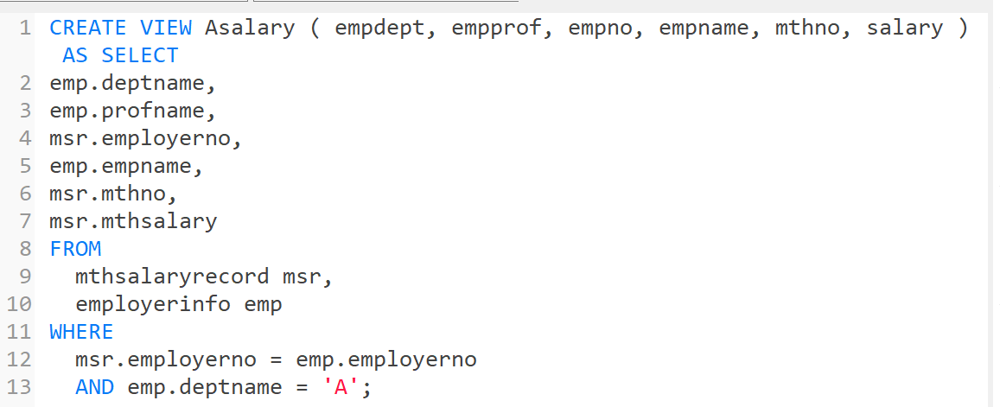 1 CREATE VIEW Asalary ( empdept, empprof, empno, empname, mthno, salary )
AS SELECT
2 emp.deptname,
3 emp.profname,
4 msr.employerno,
5 emp.empname,
6 msr.mthno,
7 msr.mthsalary
8 FROM
9 mthsalaryrecord msr,
10 employerinfo emp
11 WHERE
12 msr.employerno = emp.employerno
13 AND emp.deptname = 'A';